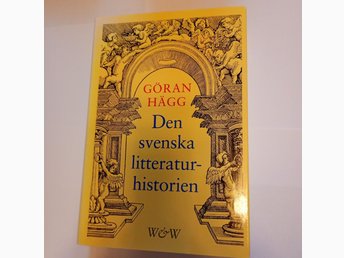 GÖRAN
HÄGG
Den
svenska
litteratur-
historien
W&W